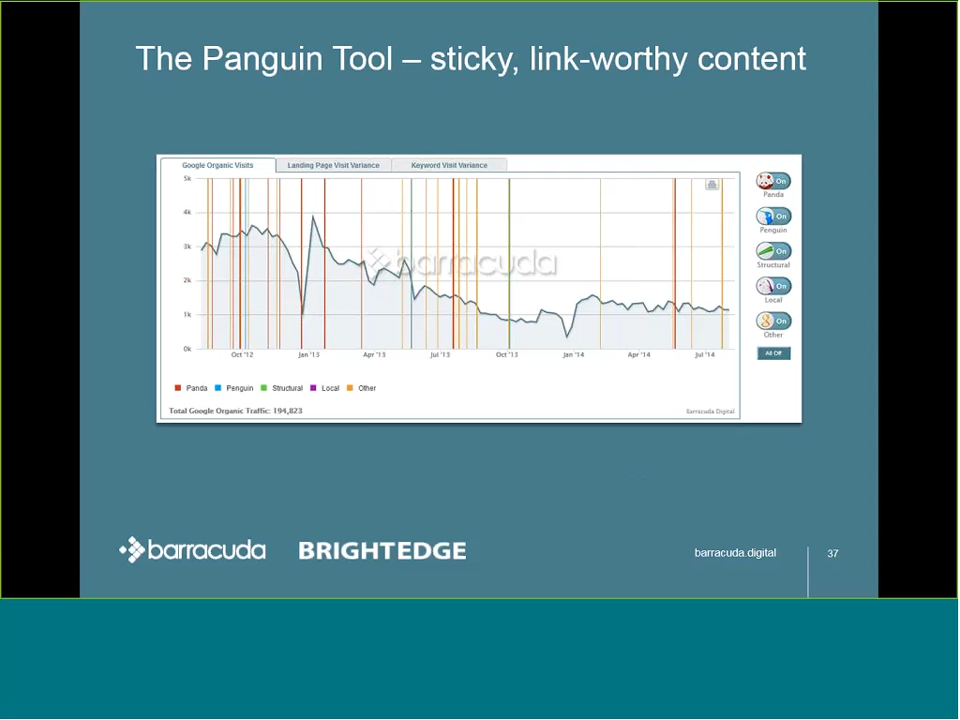 The Panguin Tool – sticky, link-worthy content
Google Organic Visits
Landing Page Visit Variance
Keyword Visit Variance
5k
4k
3k
2k
1k
0k
barracuda
Oct '12
Jan '13
Apr '13
Jul '13
Oct '13
Jan '14
Apr '14
Jul '14
Panda
Penguin
Structural
Local
Other
Total Google Organic Traffic: 194,823
Barracuda Digital
On
Panda
On
Penguin
On
Structural
On
Local
On
Other
All Off
barracuda
BRIGHTEDGE
barracuda.digital
37